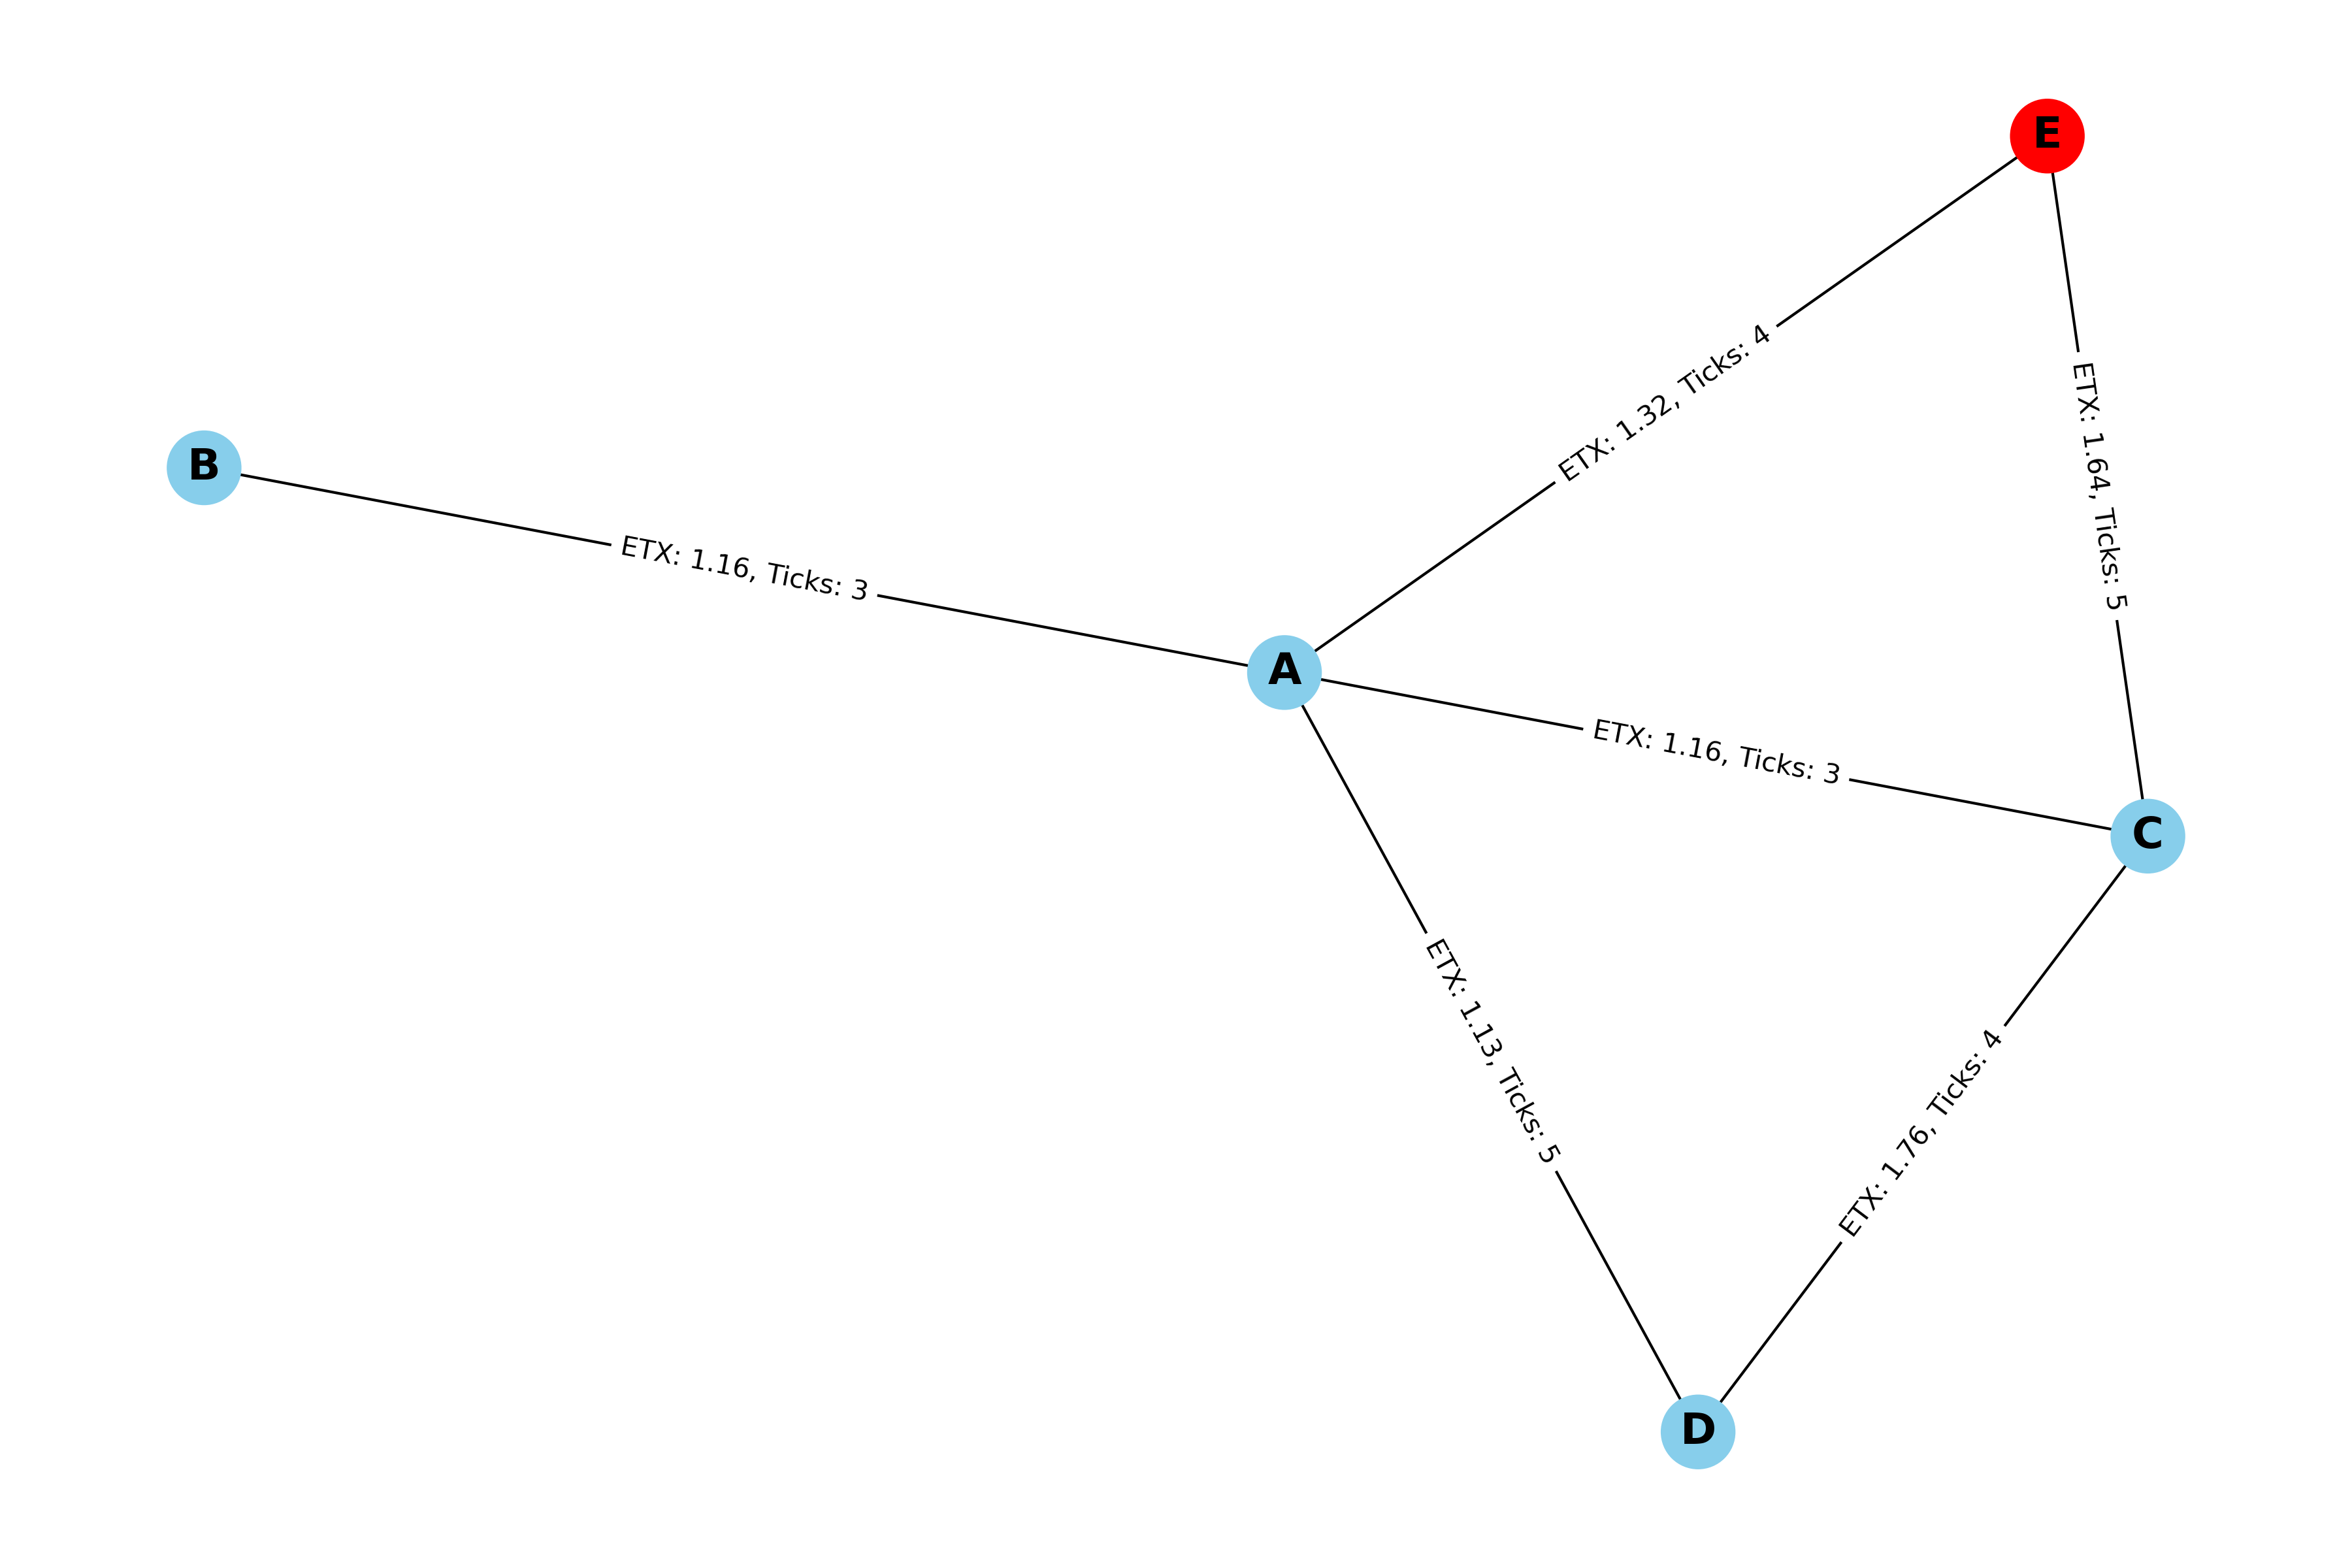 E
ETX: 1.32, Ticks: 4
ETX: 1.64, Ticks: 5
B
ETX: 1.16, Ticks: 3
A
ETX: 1.16, Ticks: 3
C
ETX: 1.13, Ticks: 5
ETX: 1.76, Ticks: 4
D